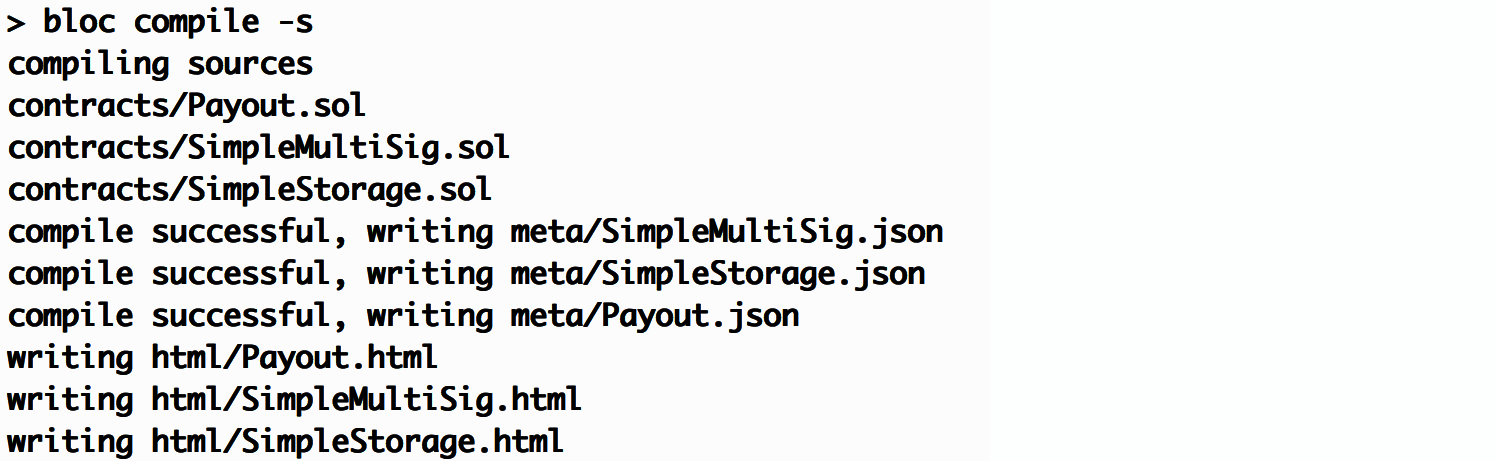 > bloc compile -s
compiling sources
contracts/Payout.sol
contracts/SimpleMultiSig.sol
contracts/SimpleStorage.sol
compile successful, writing meta/SimpleMultiSig.json
compile successful, writing meta/SimpleStorage.json
compile successful, writing meta/Payout.json
writing html/Payout.html
writing html/SimpleMultiSig.html
writing html/SimpleStorage.html